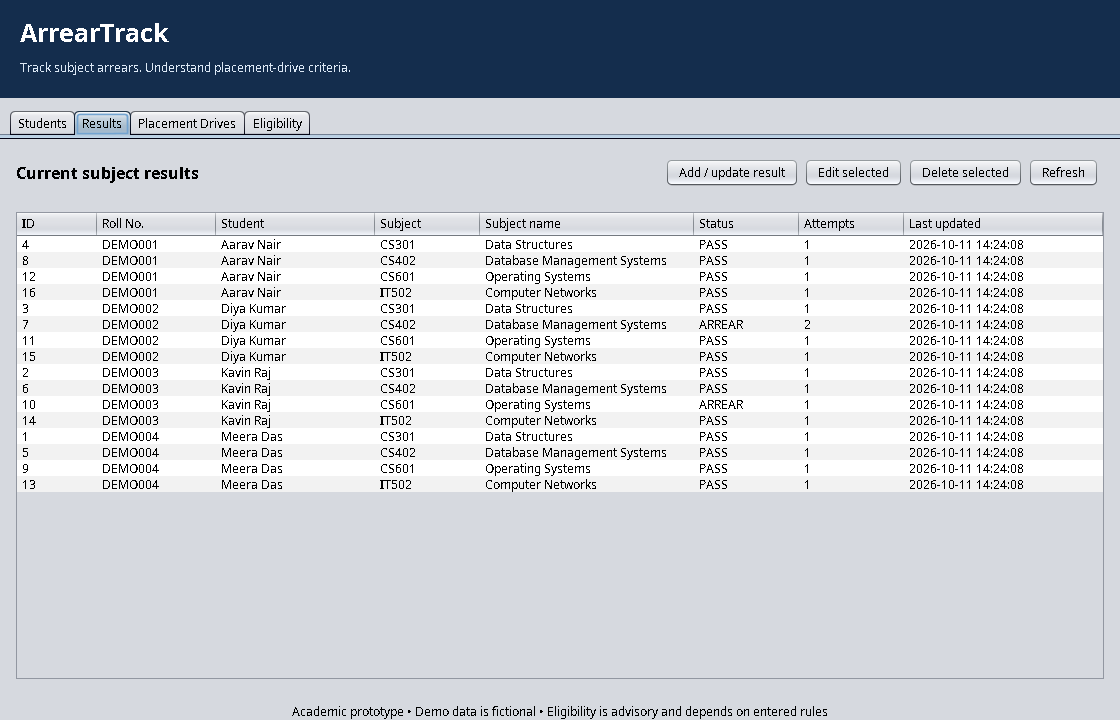 ArrearTrack
Track subject arrears. Understand placement-drive criteria.
Students Results Placement Drives Eligibility
Current subject results Add / update result Edit selected Delete selected Refresh
ID Roll No. Student Subject Subject name Status Attempts Last updated
4 DEMO001 Aarav Nair CS301 Data Structures PASS 1 2026-10-11 14:24:08
8 DEMO001 Aarav Nair CS402 Database Management Systems PASS 1 2026-10-11 14:24:08
12 DEMO001 Aarav Nair CS601 Operating Systems PASS 1 2026-10-11 14:24:08
16 DEMO001 Aarav Nair IT502 Computer Networks PASS 1 2026-10-11 14:24:08
3 DEMO002 Diya Kumar CS301 Data Structures PASS 1 2026-10-11 14:24:08
7 DEMO002 Diya Kumar CS402 Database Management Systems ARREAR 2 2026-10-11 14:24:08
11 DEMO002 Diya Kumar CS601 Operating Systems PASS 1 2026-10-11 14:24:08
15 DEMO002 Diya Kumar IT502 Computer Networks PASS 1 2026-10-11 14:24:08
2 DEMO003 Kavin Raj CS301 Data Structures PASS 1 2026-10-11 14:24:08
6 DEMO003 Kavin Raj CS402 Database Management Systems PASS 1 2026-10-11 14:24:08
10 DEMO003 Kavin Raj CS601 Operating Systems ARREAR 1 2026-10-11 14:24:08
14 DEMO003 Kavin Raj IT502 Computer Networks PASS 1 2026-10-11 14:24:08
1 DEMO004 Meera Das CS301 Data Structures PASS 1 2026-10-11 14:24:08
5 DEMO004 Meera Das CS402 Database Management Systems PASS 1 2026-10-11 14:24:08
9 DEMO004 Meera Das CS601 Operating Systems PASS 1 2026-10-11 14:24:08
13 DEMO004 Meera Das IT502 Computer Networks PASS 1 2026-10-11 14:24:08
Academic prototype • Demo data is fictional • Eligibility is advisory and depends on entered rules